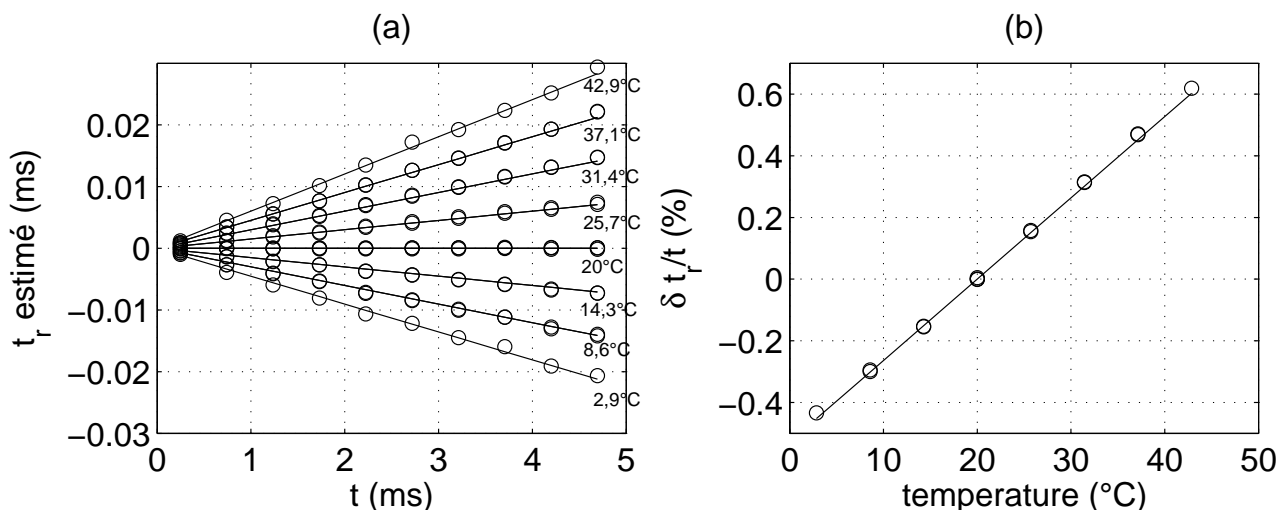 (a)
t_r estimé (ms)
0.02
0.01
0
−0.01
−0.02
−0.03
42,9°C
37,1°C
31,4°C
25,7°C
20°C
14,3°C
8,6°C
2,9°C
0 1 2 3 4 5
t (ms)
(b)
δ t_r/t (%)
0.6
0.4
0.2
0
−0.2
−0.4
0 10 20 30 40 50
temperature (°C)